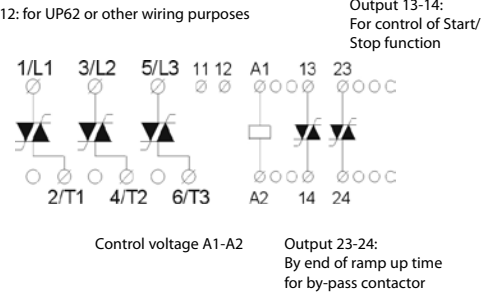 Output 13-14:
12: for UP62 or other wiring purposes
For control of Start/
Stop function
1/L1 3/L2 5/L3 11 12 A1 13 23
2/T1 4/T2 6/T3 A2 14 24
Control voltage A1-A2
Output 23-24:
By end of ramp up time
for by-pass contactor